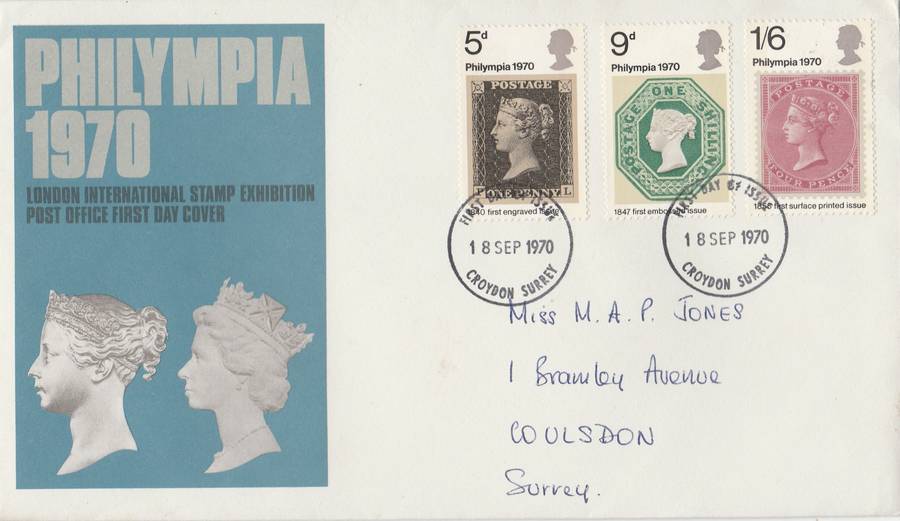 PHILYMPIA
1970
LONDON INTERNATIONAL STAMP EXHIBITION
POST OFFICE FIRST DAY COVER
5d
Philympia 1970
POSTAGE
P ONE PENNY L
1840 first engraved issue
9d
Philympia 1970
POSTAGE ONE SHILLING
1847 first embossed issue
1/6
Philympia 1970
POSTAGE
FOUR PENCE
1855 first surface printed issue
FIRST DAY OF ISSUE
18 SEP 1970
CROYDON SURREY
FIRST DAY OF ISSUE
18 SEP 1970
CROYDON SURREY
Miss M. A. P. JONES
1 Bramley Avenue
COULSDON
Surrey.